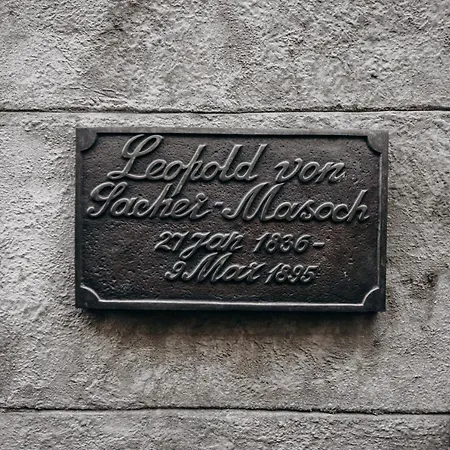 Leopold von
Sacher-Masoch
27 Jan 1836-
9 Mar 1895